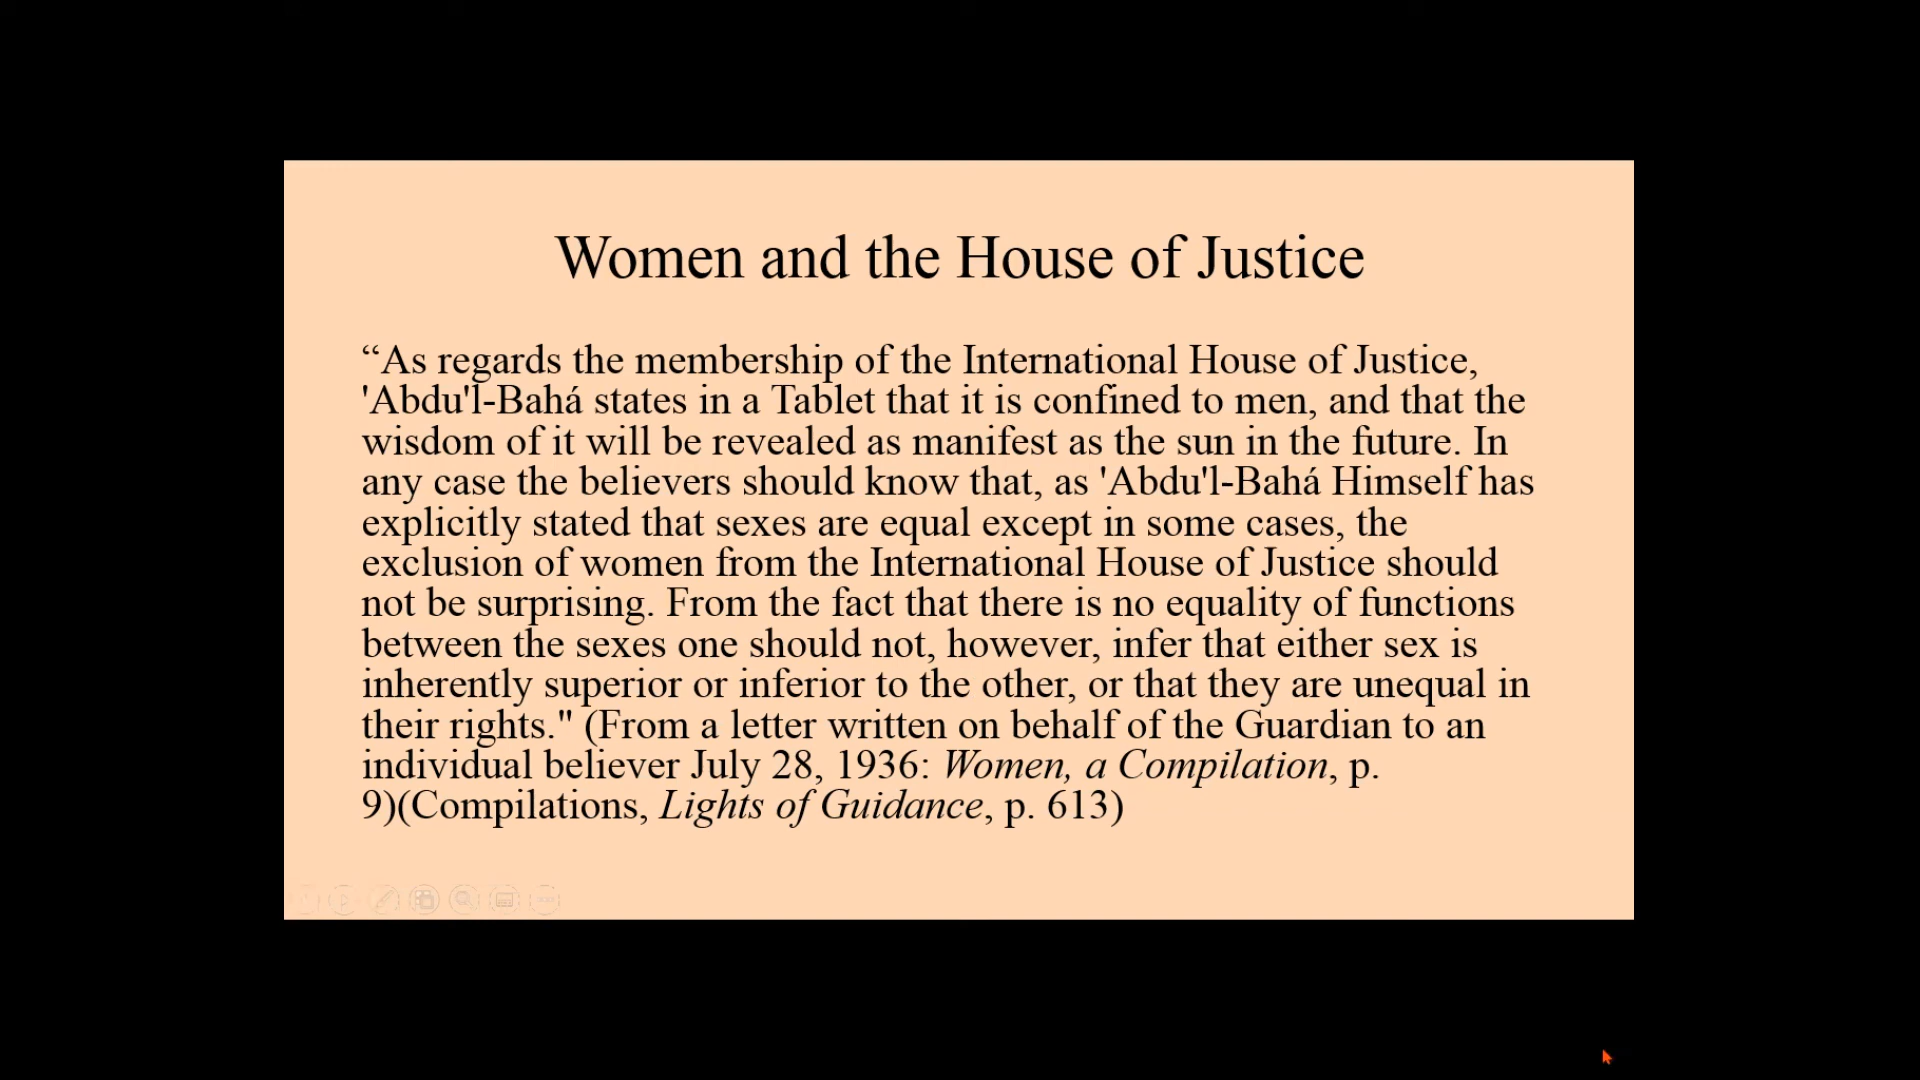 Women and the House of Justice
“As regards the membership of the International House of Justice,
'Abdu'l-Bahá states in a Tablet that it is confined to men, and that the
wisdom of it will be revealed as manifest as the sun in the future. In
any case the believers should know that, as 'Abdu'l-Bahá Himself has
explicitly stated that sexes are equal except in some cases, the
exclusion of women from the International House of Justice should
not be surprising. From the fact that there is no equality of functions
between the sexes one should not, however, infer that either sex is
inherently superior or inferior to the other, or that they are unequal in
their rights." (From a letter written on behalf of the Guardian to an
individual believer July 28, 1936: Women, a Compilation, p.
9)(Compilations, Lights of Guidance, p. 613)